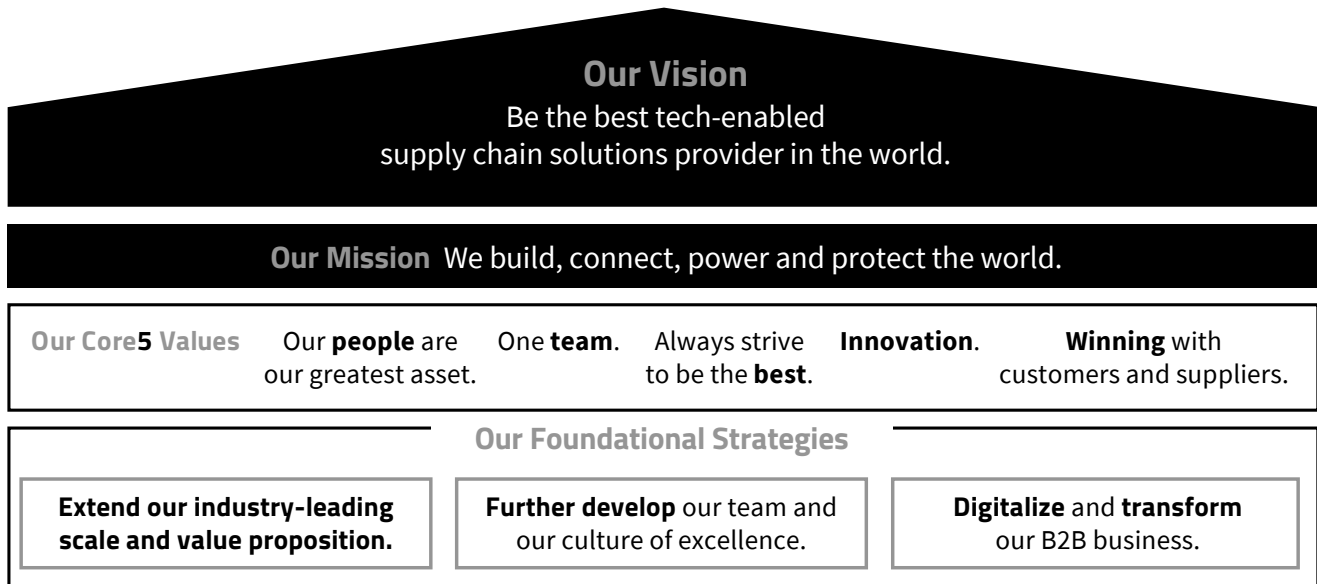 Our Vision
Be the best tech-enabled
supply chain solutions provider in the world.
Our Mission We build, connect, power and protect the world.
Our Core5 Values
Our people are
our greatest asset.
One team.
Always strive
to be the best.
Innovation.
Winning with
customers and suppliers.
Our Foundational Strategies
Extend our industry-leading
scale and value proposition.
Further develop our team and
our culture of excellence.
Digitalize and transform
our B2B business.